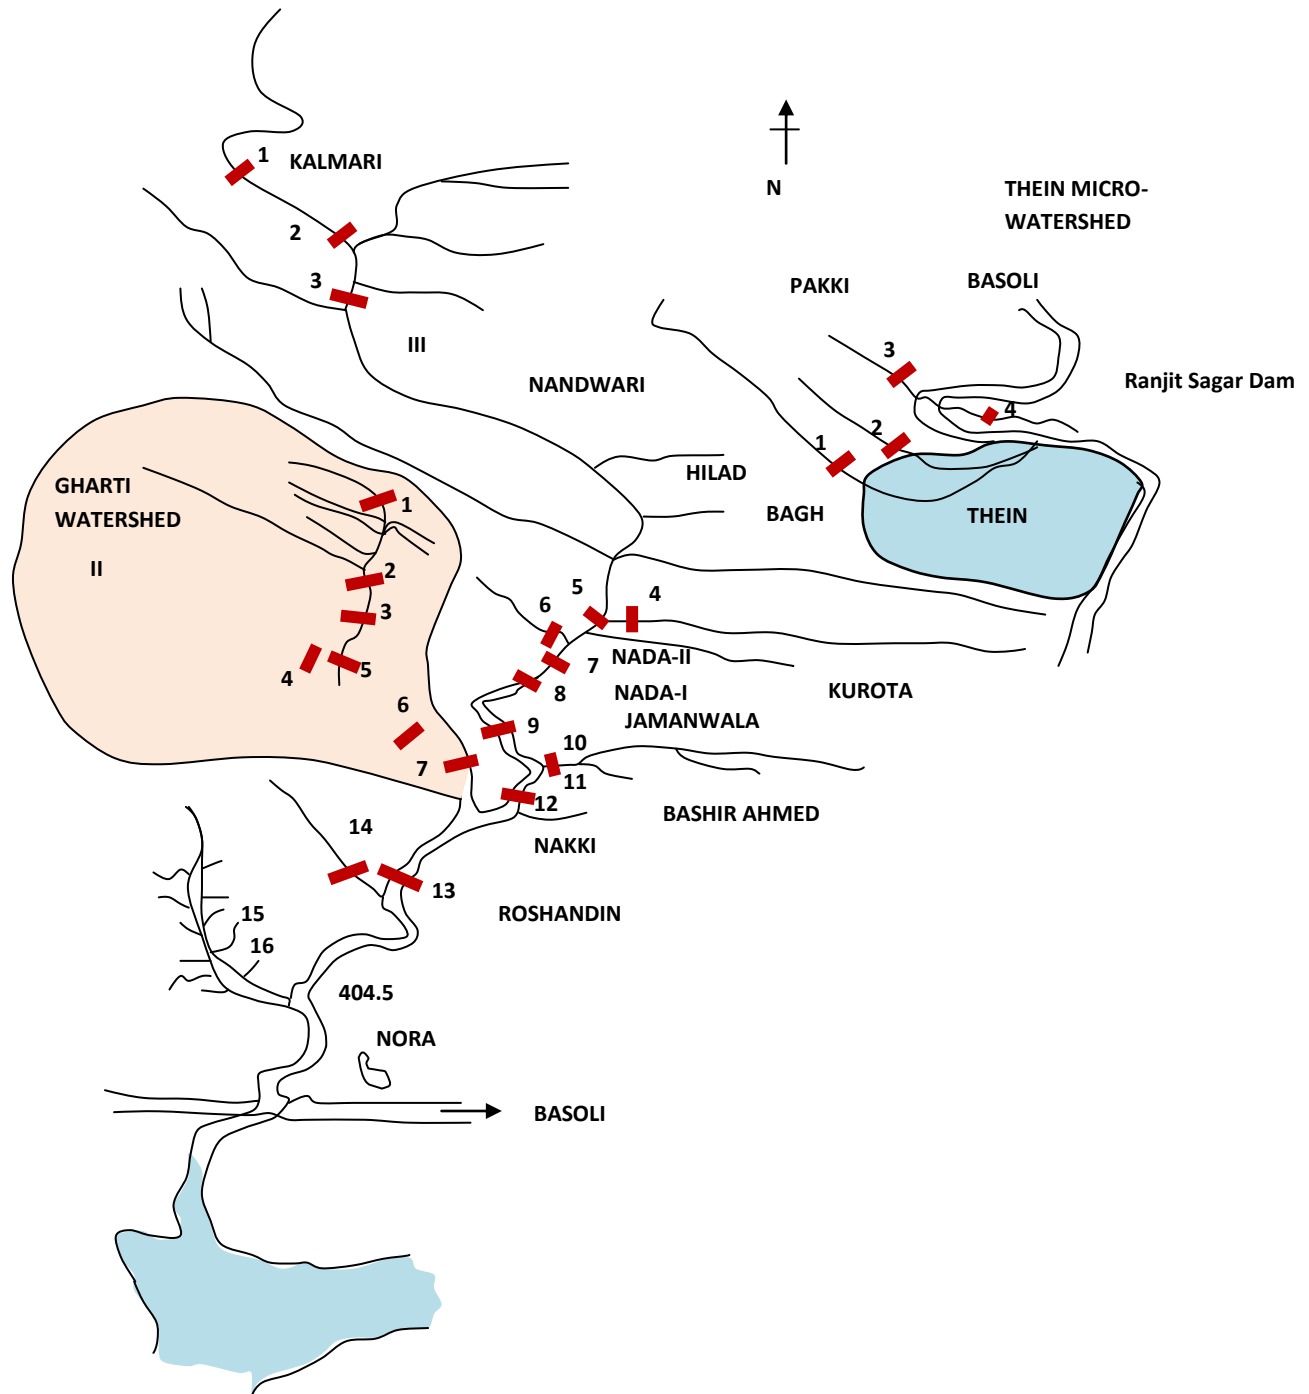 1
KALMARI
2
3
III
N
THEIN MICRO-
WATERSHED
PAKKI
BASOLI
3
Ranjit Sagar Dam
4
2
1
NANDWARI
HILAD
BAGH
THEIN
GHARTI
WATERSHED
II
1
2
3
4
5
6
7
5
4
6
NADA-II
7
8
NADA-I
KUROTA
JAMANWALA
9
10
11
12
BASHIR AHMED
NAKKI
14
13
ROSHANDIN
15
16
404.5
NORA
BASOLI